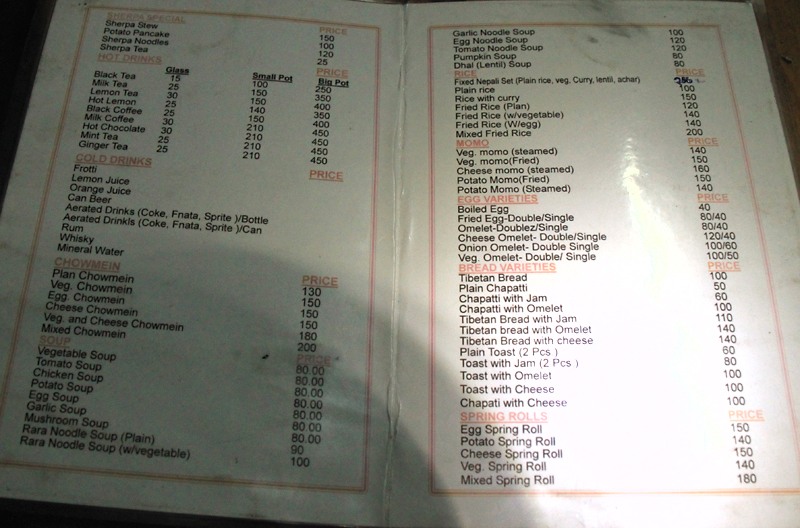 SHERPA SPECIAL PRICE
Sherpa Stew 150
Potato Pancake 100
Sherpa Noodles 120
Sherpa Tea 25
HOT DRINKS PRICE
Glass Small Pot Big Pot
Black Tea 15 100 250
Milk Tea 25 150 350
Lemon Tea 30 150 400
Hot Lemon 25 140
Black Coffee 25 150 400
Milk Coffee 210 450
Hot Chocolate 30 210 450
Mint Tea 25 210 450
Ginger Tea 25 210 450
COLD DRINKS PRICE
Frotti
Lemon Juice
Orange Juice
Can Beer
Aerated Drinks (Coke, Fnata, Sprite )/Bottle
Aerated Drinkls (Coke, Fnata, Sprite )/Can
Rum
Whisky
Mineral Water
CHOWMEIN PRICE
Plan Chowmein 130
Veg. Chowmein 150
Egg. Chowmein 150
Cheese Chowmein 150
Veg. and Cheese Chowmein 180
Mixed Chowmein 200
SOUP PRICE
Vegetable Soup 80.00
Tomato Soup 80.00
Chicken Soup 80.00
Potato Soup 80.00
Egg Soup 80.00
Garlic Soup 80.00
Mushroom Soup 80.00
Rara Noodle Soup (Plain) 90
Rara Noodle Soup (w/vegetable) 100
Garlic Noodle Soup 100
Egg Noodle Soup 120
Tomato Noodle Soup 120
Pumpkin Soup 80
Dhal (Lentil) Soup 80
RICE PRICE
Fixed Nepali Set (Plain rice, veg, Curry, lentil, achar)
Plain rice 100
Rice with curry 150
Fried Rice (Plan) 120
Fried Rice (w/vegetable) 140
Fried Rice (W/egg) 140
Mixed Fried Rice 200
MOMO PRICE
Veg. momo (steamed) 140
Veg. momo(Fried) 150
Cheese momo (steamed) 160
Potato Momo(Fried) 150
Potato Momo (Steamed) 140
EGG VARIETIES PRICE
Boiled Egg 40
Fried Egg-Double/Single 80/40
Omelet-Doublez/Single 80/40
Cheese Omelet- Double/Single 120/40
Onion Omelet- Double Single 100/60
Veg. Omelet- Double/ Single 100/50
BREAD VARIETIES PRICE
Tibetan Bread 100
Plain Chapatti 50
Chapatti with Jam 60
Chapatti with Omelet 100
Tibetan Bread with Jam 110
Tibetan bread with Omelet 140
Tibetan Bread with cheese 140
Plain Toast (2 Pcs ) 60
Toast with Jam (2 Pcs ) 80
Toast with Omelet 100
Toast with Cheese 100
Chapati with Cheese 100
SPRING ROLLS PRICE
Egg Spring Roll 150
Potato Spring Roll 140
Cheese Spring Roll 150
Veg. Spring Roll 140
Mixed Spring Roll 180